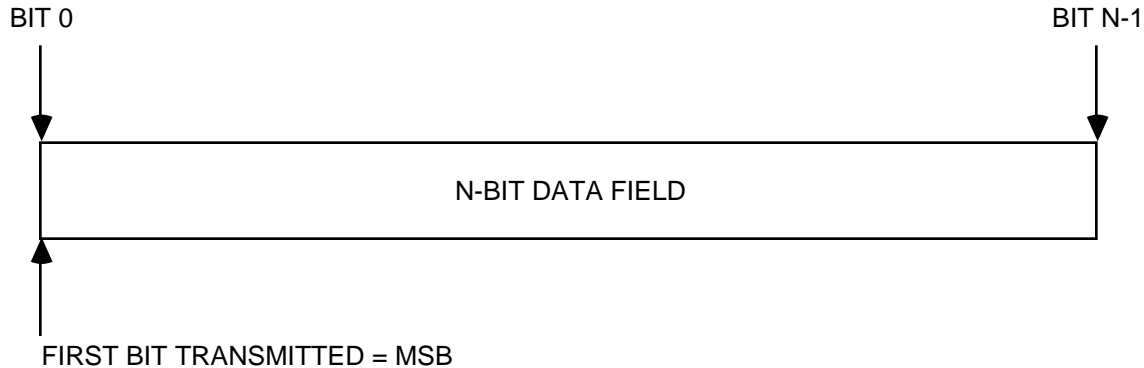 BIT 0
BIT N-1
N-BIT DATA FIELD
FIRST BIT TRANSMITTED = MSB